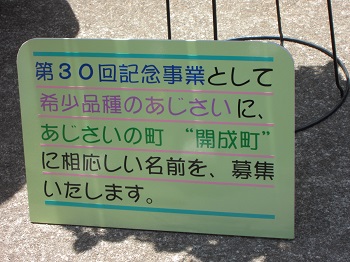 第３０回記念事業として
希少品種のあじさいに、
あじさいの町 “開成町”
に相応しい名前を、募集
いたします。